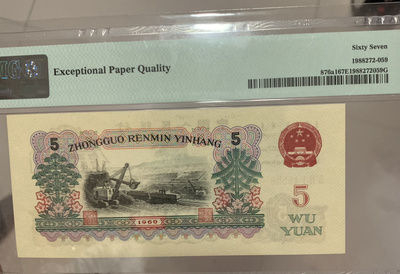 Sixty Seven
1988272-059
Exceptional Paper Quality
876a167E1988272059G
5 ZHONGGUO RENMIN YINHANG 5
5
1960
WU
YUAN